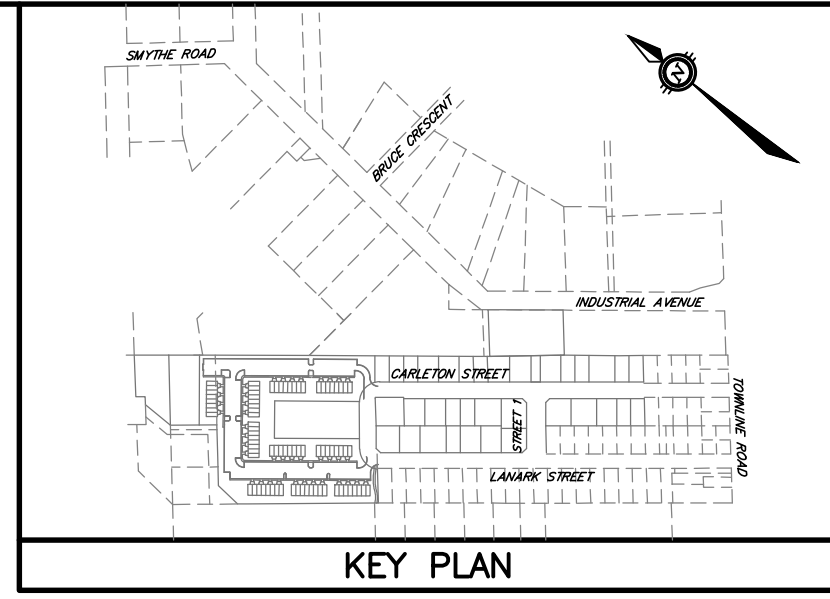 SMYTHE ROAD
N
BRUCE CRESCENT
INDUSTRIAL AVENUE
CARLETON STREET
STREET 1
TOWNLINE ROAD
LANARK STREET
KEY PLAN